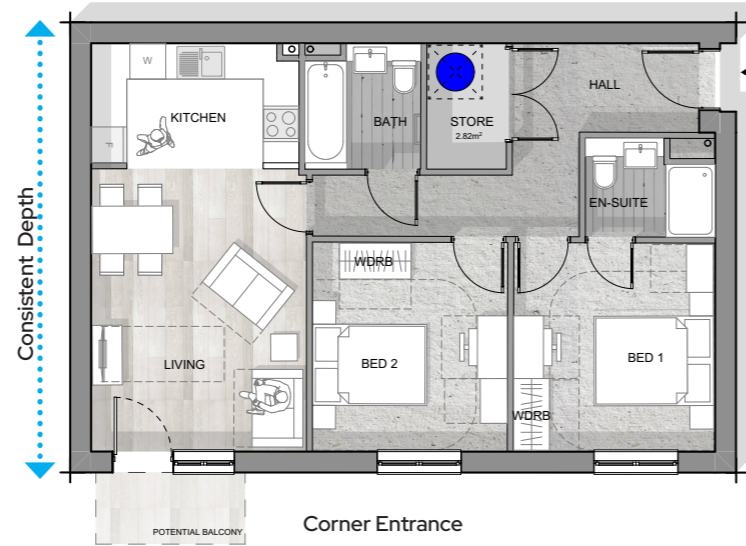 W
KITCHEN
F
BATH
STORE
2.82m²
HALL
EN-SUITE
WDRB
LIVING
BED 2
BED 1
WDRB
Consistent Depth
POTENTIAL BALCONY
Corner Entrance